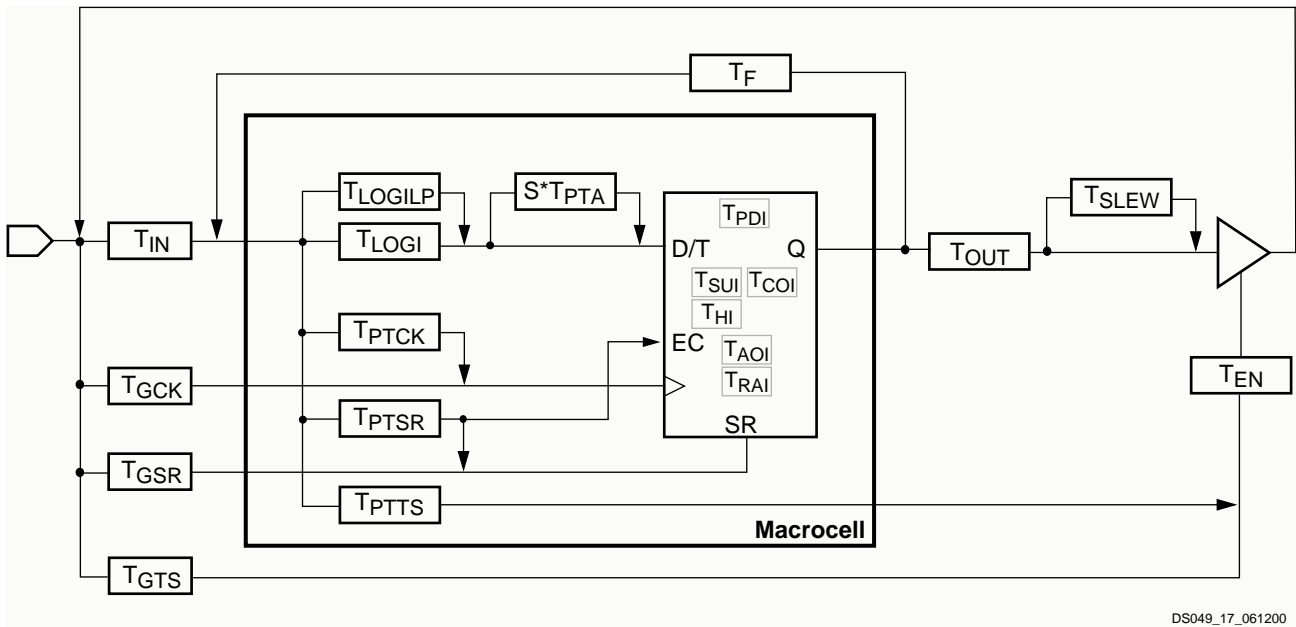 TF
TLOGILP
S*TPTA
TPDI
TSLEW
TIN
TLOGI
D/T
Q
TOUT
TSUI
TCOI
THI
TPTCK
EC
TAOI
TGCK
TRAI
TEN
TPTSR
SR
TGSR
TPTTS
Macrocell
TGTS
DS049_17_061200